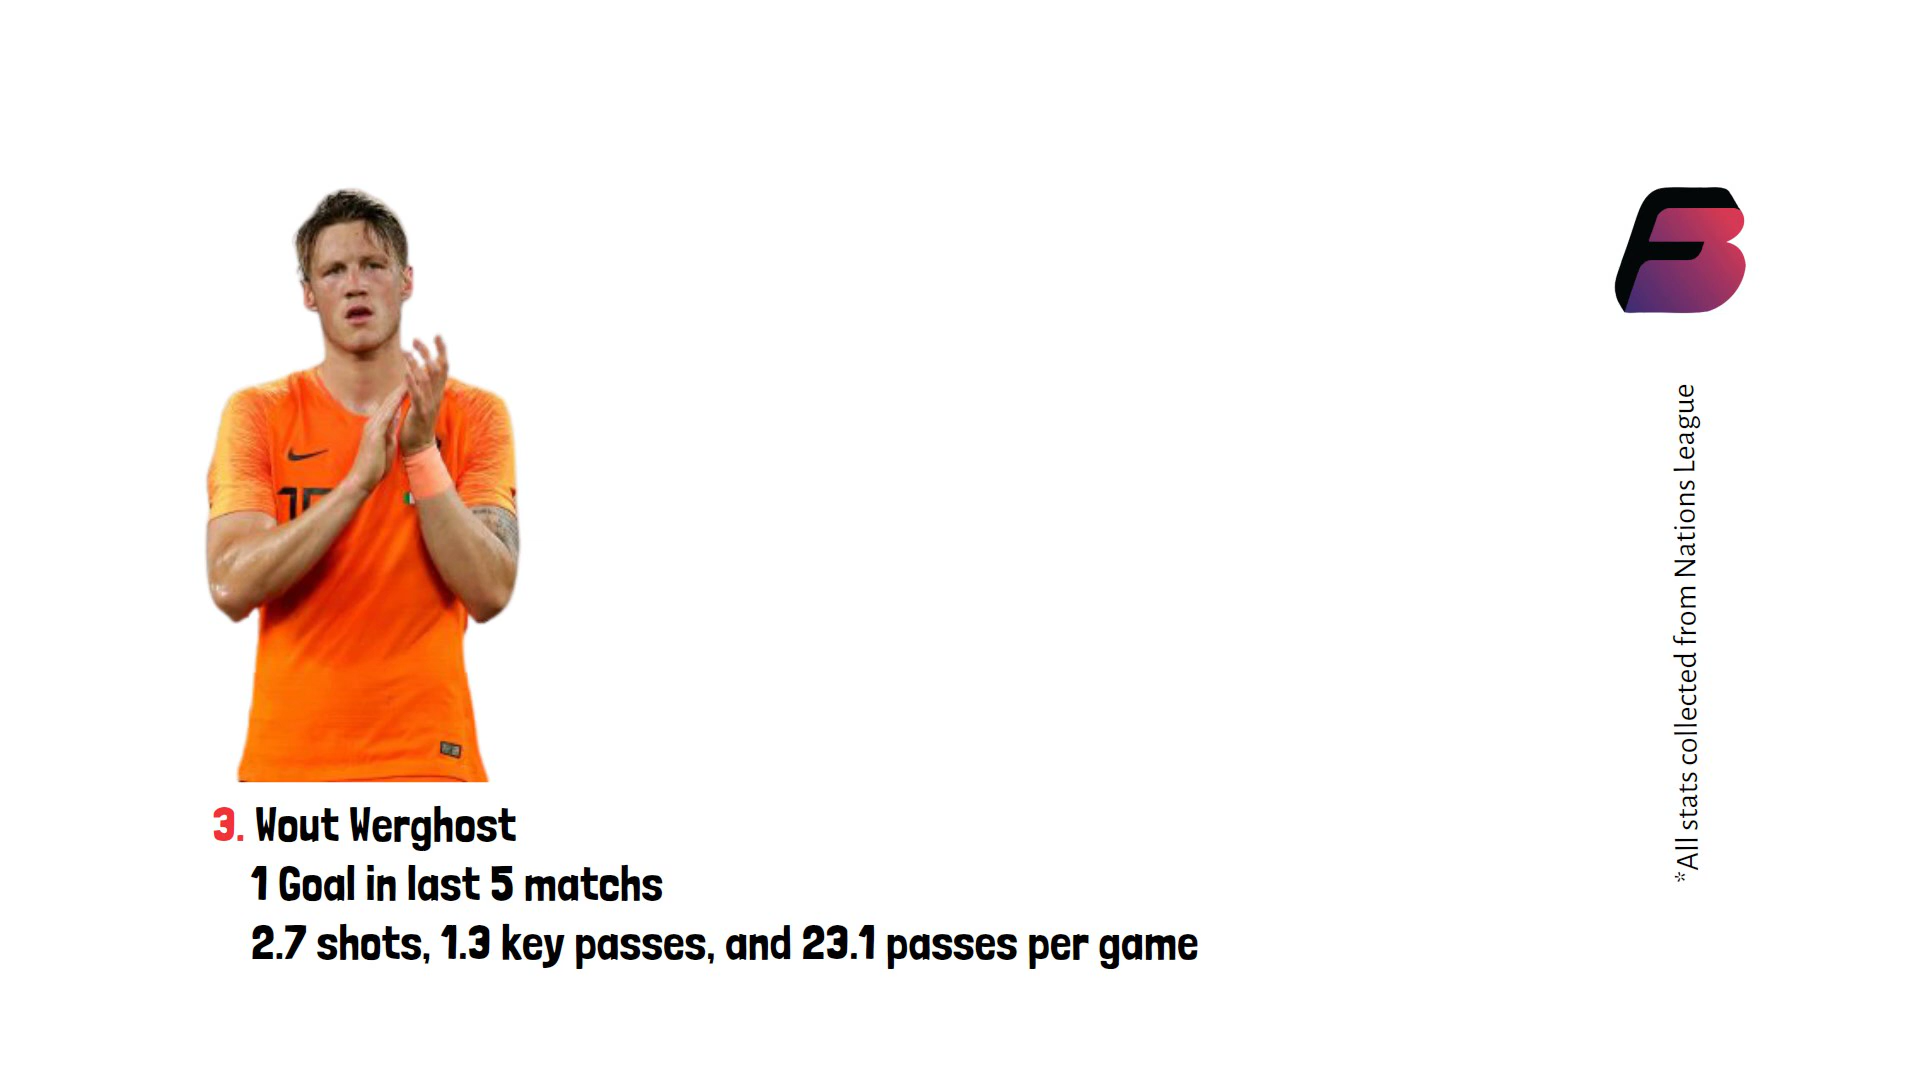 3. Wout Werghost
1 Goal in last 5 matchs
2.7 shots, 1.3 key passes, and 23.1 passes per game
*All stats collected from Nations League